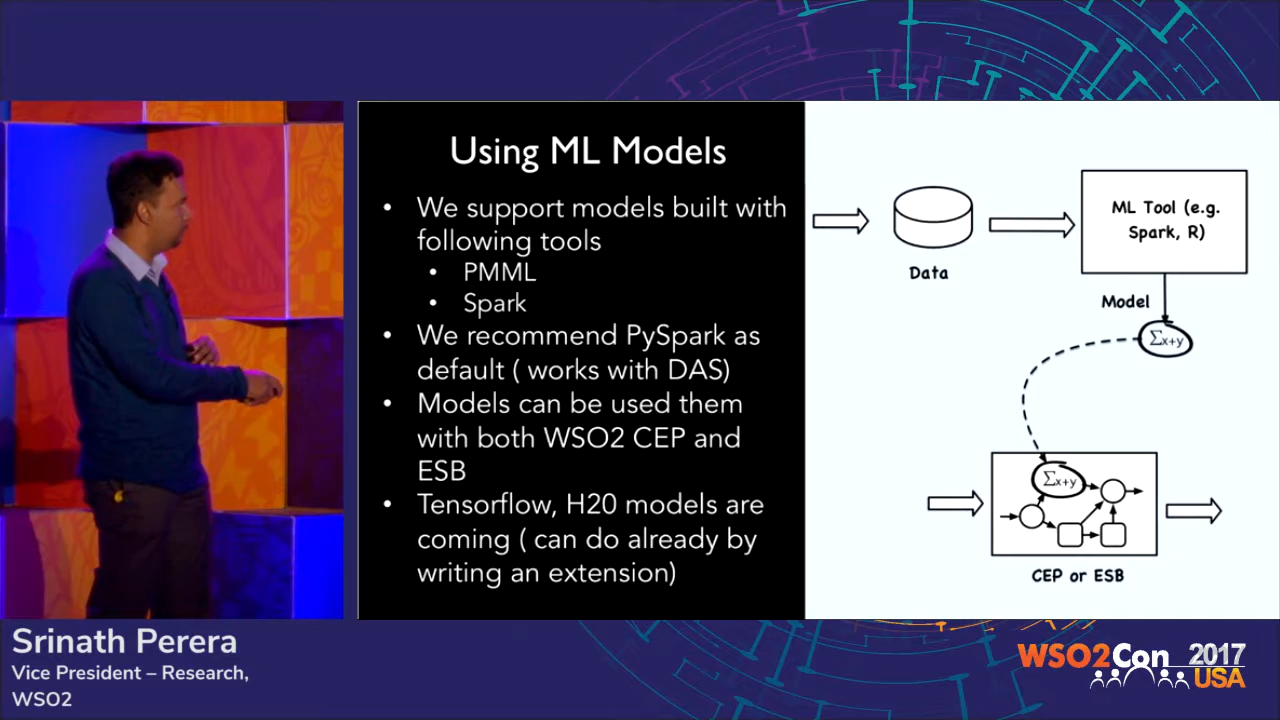 Using ML Models
• We support models built with
following tools
• PMML
• Spark
• We recommend PySpark as
default ( works with DAS)
• Models can be used them
with both WSO2 CEP and
ESB
• Tensorflow, H20 models are
coming ( can do already by
writing an extension)
Data
ML Tool (e.g.
Spark, R)
Model
Σx+y
Σx+y
CEP or ESB
Srinath Perera
Vice President – Research,
WSO2
WSO2Con 2017
USA